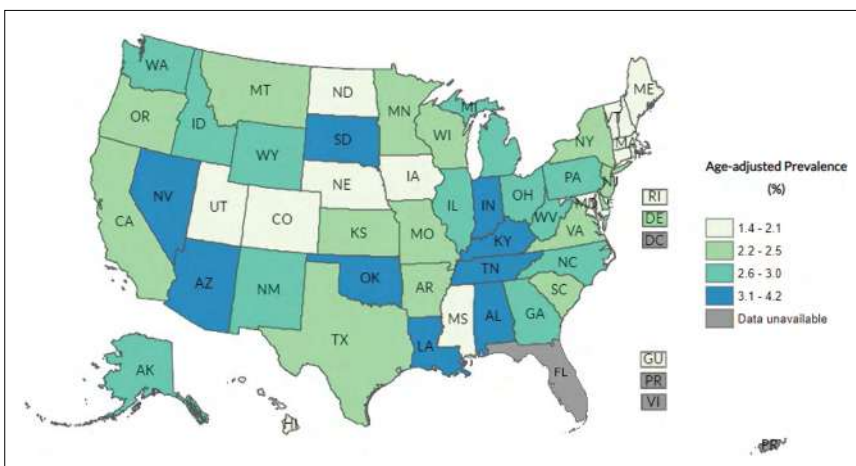 WA
MT
ND
MN
ME
VT
MI
OR
ID
SD
WI
NY
MA
WY
IA
PA
NJ
NV
NE
IL
IN
OH
MD
UT
CO
WV
VA
CA
KS
MO
KY
NC
AZ
NM
OK
TN
AR
SC
MS
AL
GA
TX
LA
FL
AK
HI
RI
DE
DC
GU
PR
VI
PR
Age-adjusted Prevalence
(%)
1.4 - 2.1
2.2 - 2.5
2.6 - 3.0
3.1 - 4.2
Data unavailable